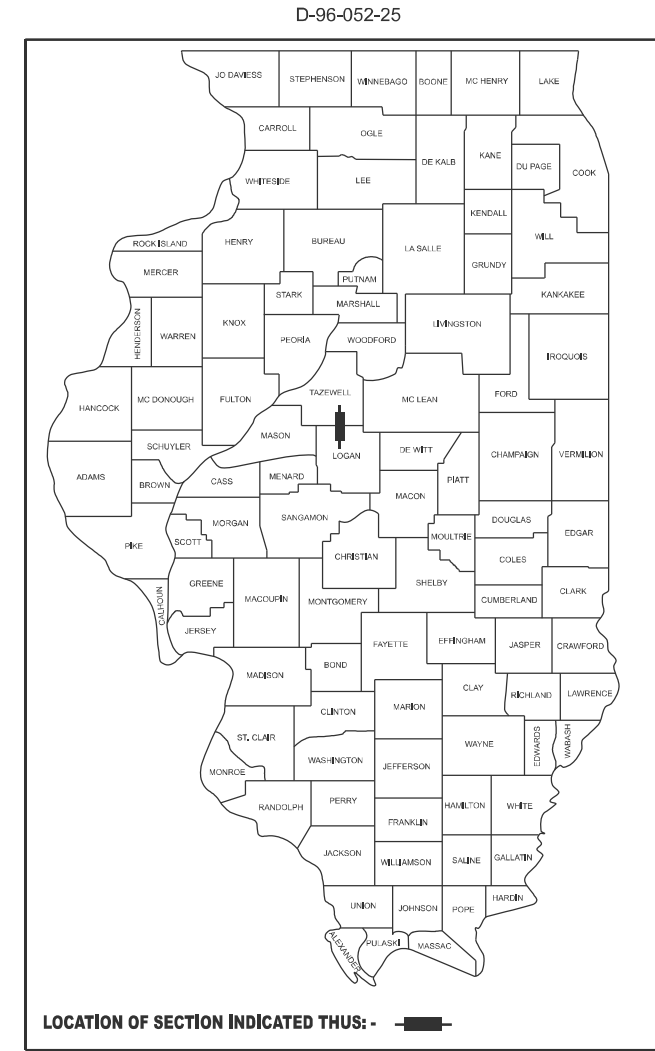 D-96-052-25
JO DAVIESS STEPHENSON WINNEBAGO BOONE MC HENRY LAKE
CARROLL OGLE
DE KALB KANE DU PAGE COOK
WHITESIDE LEE
KENDALL
ROCK ISLAND HENRY BUREAU LA SALLE WILL
MERCER PUTNAM GRUNDY
STARK MARSHALL KANKAKEE
HENDERSON WARREN KNOX PEORIA WOODFORD LIVINGSTON IROQUOIS
HANCOCK MC DONOUGH FULTON TAZEWELL MC LEAN FORD
MASON
SCHUYLER LOGAN DE WITT CHAMPAIGN VERMILION
ADAMS BROWN CASS MENARD PIATT
MACON
MORGAN SANGAMON DOUGLAS
PIKE SCOTT CHRISTIAN MOULTRIE EDGAR
COLES
CALHOUN GREENE MACOUPIN MONTGOMERY SHELBY CUMBERLAND CLARK
JERSEY FAYETTE EFFINGHAM JASPER CRAWFORD
MADISON BOND
CLAY RICHLAND LAWRENCE
CLINTON MARION
ST. CLAIR WAYNE EDWARDS WABASH
MONROE WASHINGTON JEFFERSON
RANDOLPH PERRY HAMILTON WHITE
FRANKLIN
JACKSON WILLIAMSON SALINE GALLATIN
UNION JOHNSON POPE HARDIN
ALEXANDER PULASKI MASSAC
LOCATION OF SECTION INDICATED THUS: -